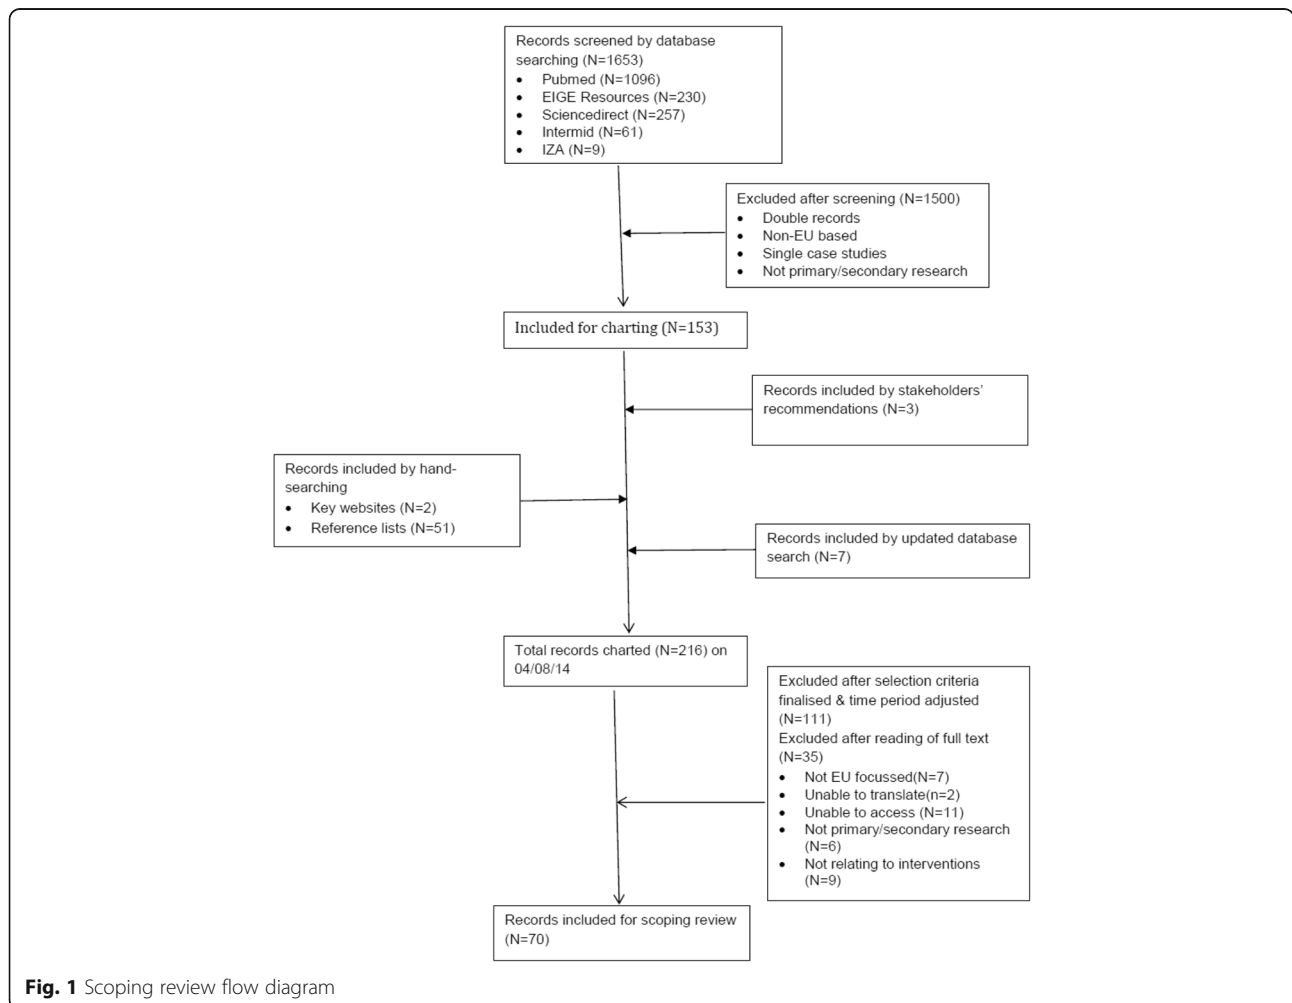 Records screened by database
searching (N=1653)
• Pubmed (N=1096)
• EIGE Resources (N=230)
• Sciencedirect (N=257)
• Intermid (N=61)
• IZA (N=9)
Excluded after screening (N=1500)
• Double records
• Non-EU based
• Single case studies
• Not primary/secondary research
Included for charting (N=153)
Records included by stakeholders’
recommendations (N=3)
Records included by hand-
searching
• Key websites (N=2)
• Reference lists (N=51)
Records included by updated database
search (N=7)
Total records charted (N=216) on
04/08/14
Excluded after selection criteria
finalised & time period adjusted
(N=111)
Excluded after reading of full text
(N=35)
• Not EU focussed(N=7)
• Unable to translate(n=2)
• Unable to access (N=11)
• Not primary/secondary research
(N=6)
• Not relating to interventions
(N=9)
Records included for scoping review
(N=70)
Fig. 1 Scoping review flow diagram